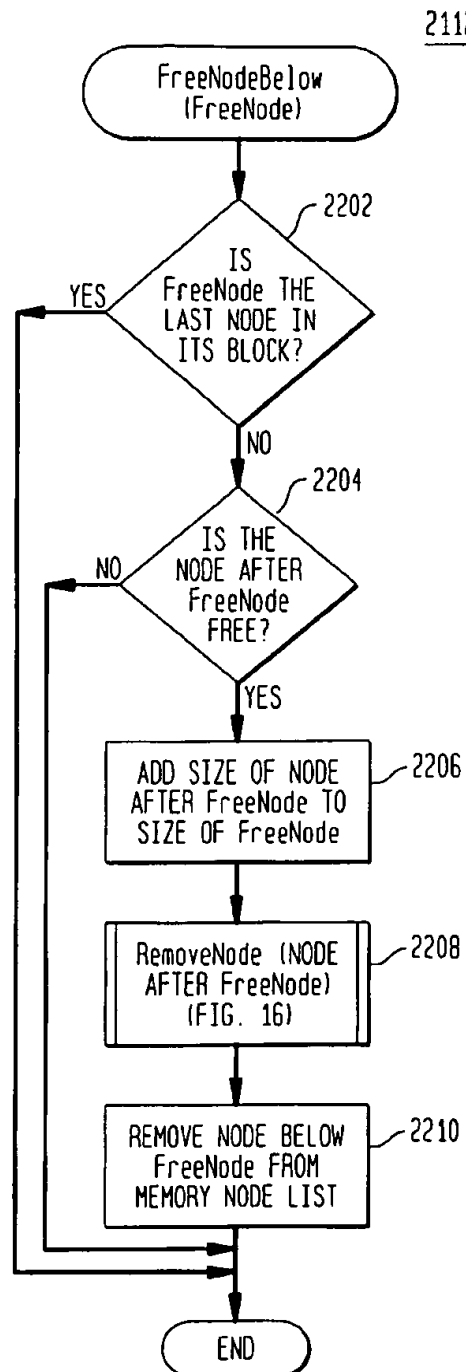 2112
FreeNodeBelow
(FreeNode)
2202
IS
FreeNode THE
LAST NODE IN
ITS BLOCK?
YES
NO
2204
IS THE
NODE AFTER
FreeNode
FREE?
NO
YES
ADD SIZE OF NODE
AFTER FreeNode TO
SIZE OF FreeNode
2206
RemoveNode (NODE
AFTER FreeNode)
(FIG. 16)
2208
REMOVE NODE BELOW
FreeNode FROM
MEMORY NODE LIST
2210
END